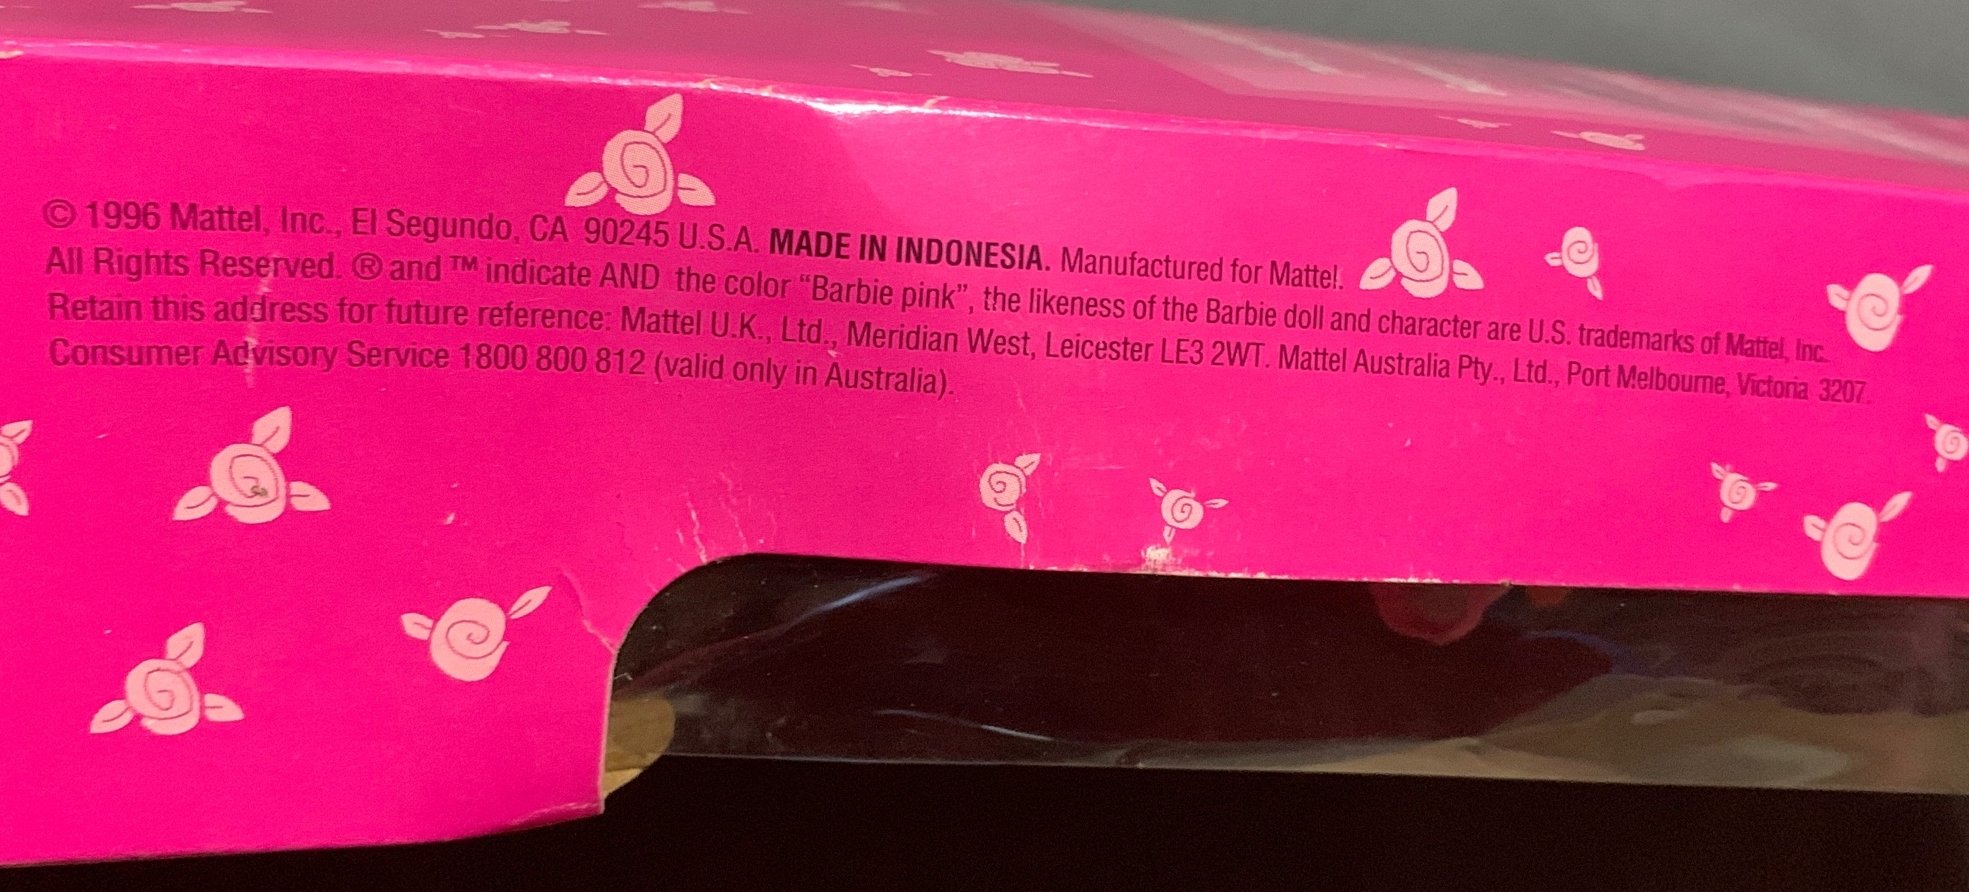 © 1996 Mattel, Inc., El Segundo, CA 90245 U.S.A. MADE IN INDONESIA. Manufactured for Mattel.
All Rights Reserved. ® and ™ indicate AND the color “Barbie pink”, the likeness of the Barbie doll and character are U.S. trademarks of Mattel, Inc.
Retain this address for future reference: Mattel U.K., Ltd., Meridian West, Leicester LE3 2WT. Mattel Australia Pty., Ltd., Port Melbourne, Victoria 3207.
Consumer Advisory Service 1800 800 812 (valid only in Australia).